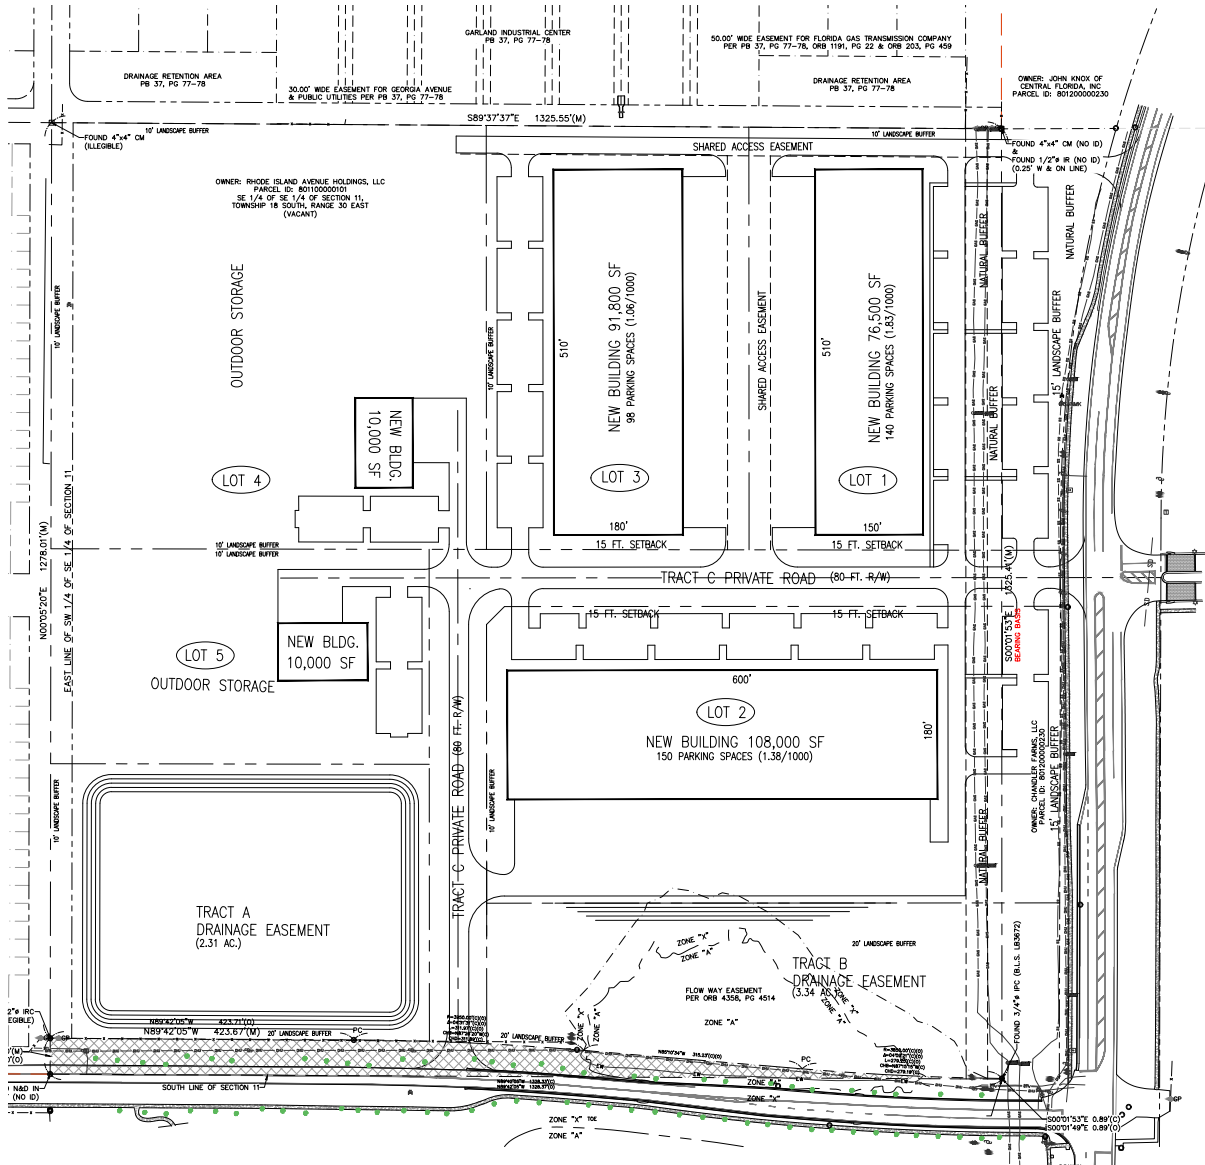 GARLAND INDUSTRIAL CENTER
PB 37, PG 77-78
50.00' WIDE EASEMENT FOR FLORIDA GAS TRANSMISSION COMPANY
PER PB 37, PG 77-78, ORB 1191, PG 22 & ORB 203, PG 459
DRAINAGE RETENTION AREA
PB 37, PG 77-78
30.00' WIDE EASEMENT FOR GEORGIA AVENUE
& PUBLIC UTILITIES PER PB 37, PG 77-78
DRAINAGE RETENTION AREA
PB 37, PG 77-78
OWNER: JOHN KNOX OF
CENTRAL FLORIDA, INC
PARCEL ID: 801200000230
S89°37'37"E 1325.55'(M)
10' LANDSCAPE BUFFER
10' LANDSCAPE BUFFER
FOUND 4"x4" CM
(ILLEGIBLE)
SHARED ACCESS EASEMENT
FOUND 4"x4" CM (NO ID)
&
FOUND 1/2"ø IR (NO ID)
(0.25' W & ON LINE)
OWNER: RHODE ISLAND AVENUE HOLDINGS, LLC
PARCEL ID: 801100000101
SE 1/4 OF SE 1/4 OF SECTION 11,
TOWNSHIP 18 SOUTH, RANGE 30 EAST
(VACANT)
NATURAL BUFFER
NATURAL BUFFER
OUTDOOR STORAGE
10' LANDSCAPE BUFFER
10' LANDSCAPE BUFFER
510'
NEW BUILDING 91,800 SF
98 PARKING SPACES (1.06/1000)
SHARED ACCESS EASEMENT
510'
NEW BUILDING 76,500 SF
140 PARKING SPACES (1.83/1000)
15' LANDSCAPE BUFFER
NATURAL BUFFER
NEW BLDG.
10,000 SF
LOT 4
LOT 3
LOT 1
180'
150'
15 FT. SETBACK
15 FT. SETBACK
10' LANDSCAPE BUFFER
10' LANDSCAPE BUFFER
N00°05'20"E 1278.01'(M)
EAST LINE OF SW 1/4 OF SE 1/4 OF SECTION 11
TRACT C PRIVATE ROAD (80 FT. R/W)
15 FT. SETBACK
15 FT. SETBACK
S00°01'53"E 1325.41'(M)
BEARING BASIS
NEW BLDG.
10,000 SF
LOT 5
OUTDOOR STORAGE
600'
LOT 2
180'
NEW BUILDING 108,000 SF
150 PARKING SPACES (1.38/1000)
TRACT C PRIVATE ROAD (80 FT. R/W)
10' LANDSCAPE BUFFER
10' LANDSCAPE BUFFER
OWNER: CHANDLER FARMS, LLC
PARCEL ID: 801200000230
15' LANDSCAPE BUFFER
NATURAL BUFFER
TRACT A
DRAINAGE EASEMENT
(2.31 AC.)
ZONE "X"
ZONE "A"
20' LANDSCAPE BUFFER
TRACT B
DRAINAGE EASEMENT
(3.34 AC.)
FLOW WAY EASEMENT
PER ORB 4358, PG 4514
ZONE "X"
ZONE "A"
ZONE "A"
FOUND 3/4"ø IPC (B.L.S. LB3672)
N89°42'05"W 423.71'(D)
N89°42'05"W 423.67'(M)
20' LANDSCAPE BUFFER
PC
20' LANDSCAPE BUFFER
ZONE "X"
ZONE "A"
PC
SOUTH LINE OF SECTION 11
ZONE "A"
ZONE "X"
S00°01'53"E 0.89'(C)
S00°01'49"E 0.89'(D)
ZONE "X" TOE
ZONE "A"
GP